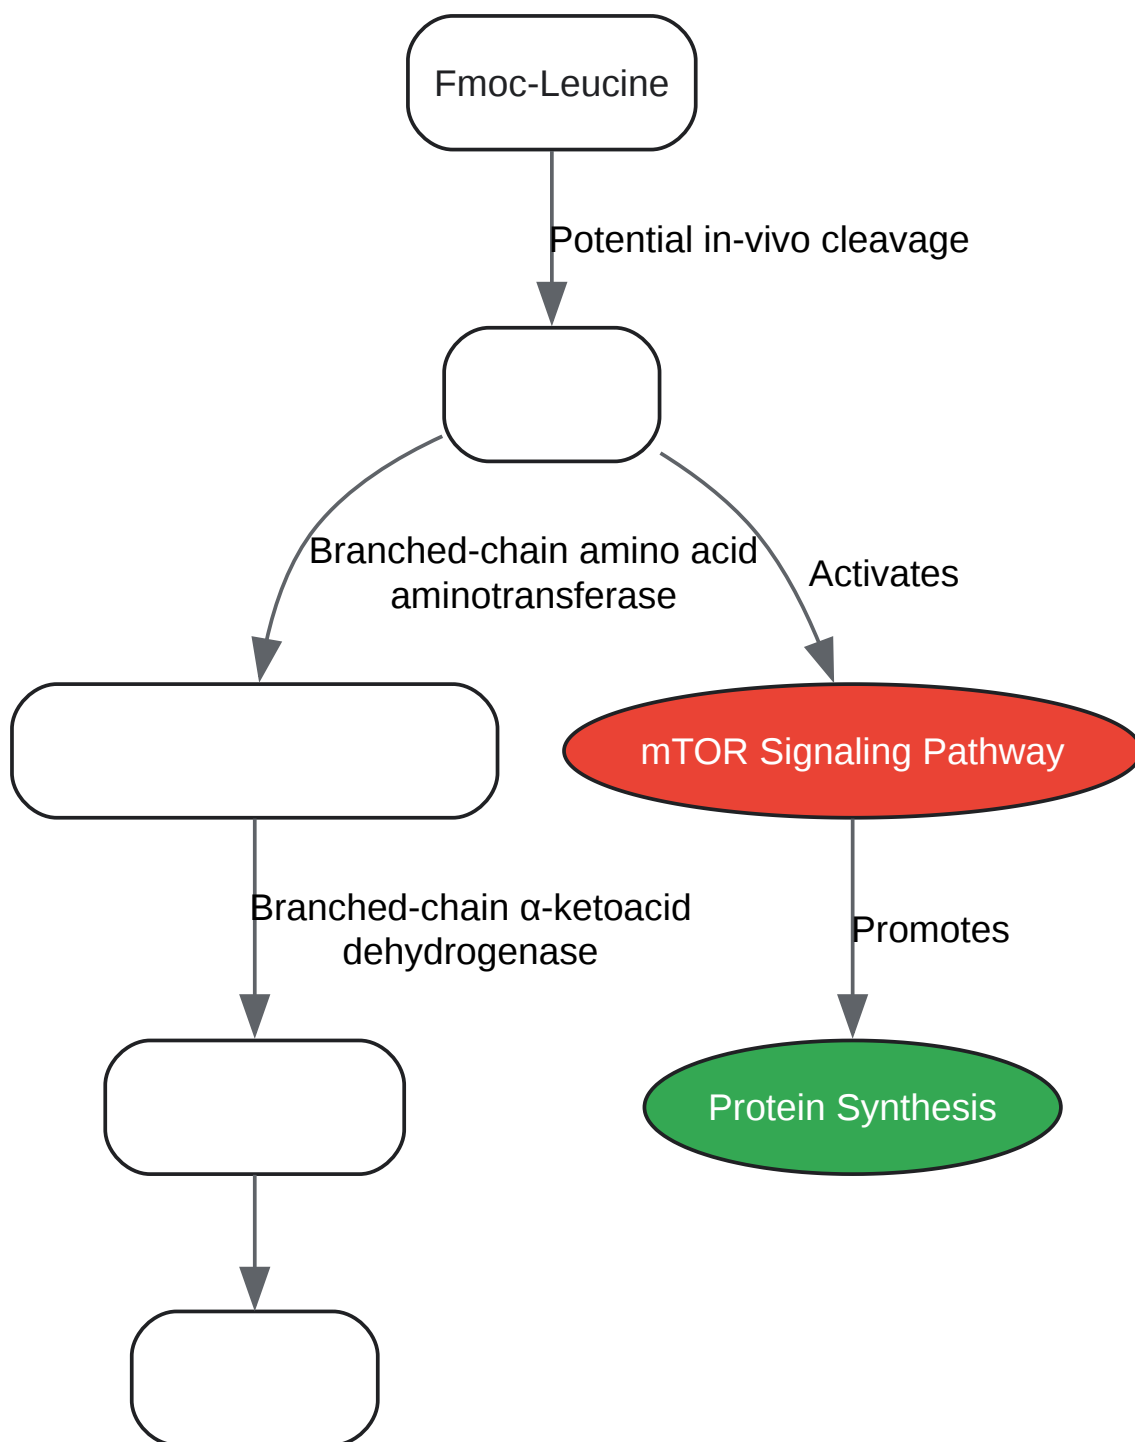 Fmoc-Leucine
Potential in-vivo cleavage
Branched-chain amino acid
aminotransferase
Activates
mTOR Signaling Pathway
Branched-chain α-ketoacid
dehydrogenase
Promotes
Protein Synthesis